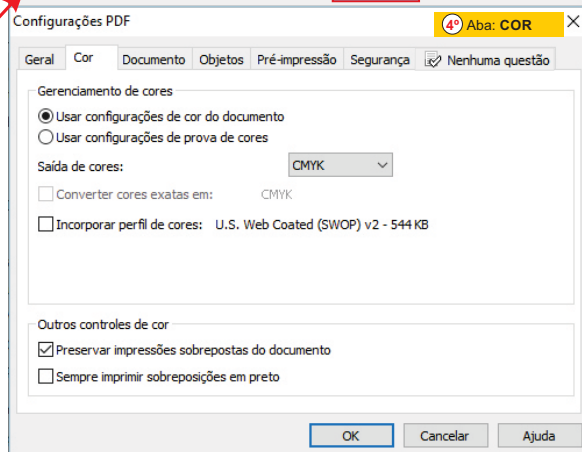 Configurações PDF
4º Aba: COR
Geral Cor Documento Objetos Pré-impressão Segurança Nenhuma questão
Gerenciamento de cores
Usar configurações de cor do documento
Usar configurações de prova de cores
Saída de cores: CMYK
Converter cores exatas em: CMYK
Incorporar perfil de cores: U.S. Web Coated (SWOP) v2 - 544 KB
Outros controles de cor
Preservar impressões sobrepostas do documento
Sempre imprimir sobreposições em preto
OK Cancelar Ajuda